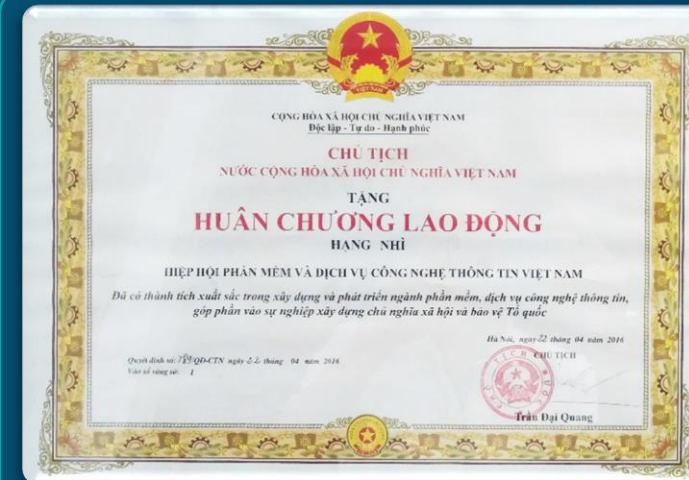 VIỆT NAM
CỘNG HÒA XÃ HỘI CHỦ NGHĨA VIỆT NAM
Độc lập - Tự do - Hạnh phúc
CHỦ TỊCH
NƯỚC CỘNG HÒA XÃ HỘI CHỦ NGHĨA VIỆT NAM
TẶNG
HUÂN CHƯƠNG LAO ĐỘNG
HẠNG NHÌ
HIỆP HỘI PHẦN MỀM VÀ DỊCH VỤ CÔNG NGHỆ THÔNG TIN VIỆT NAM
Đã có thành tích xuất sắc trong xây dựng và phát triển ngành phần mềm, dịch vụ công nghệ thông tin,
góp phần vào sự nghiệp xây dựng chủ nghĩa xã hội và bảo vệ Tổ quốc
Hà Nội, ngày 22 tháng 04 năm 2016
Quyết định số: /QĐ-CTN ngày 22 tháng 04 năm 2016
Vào sổ vàng số: 1
CHỦ TỊCH
Trần Đại Quang